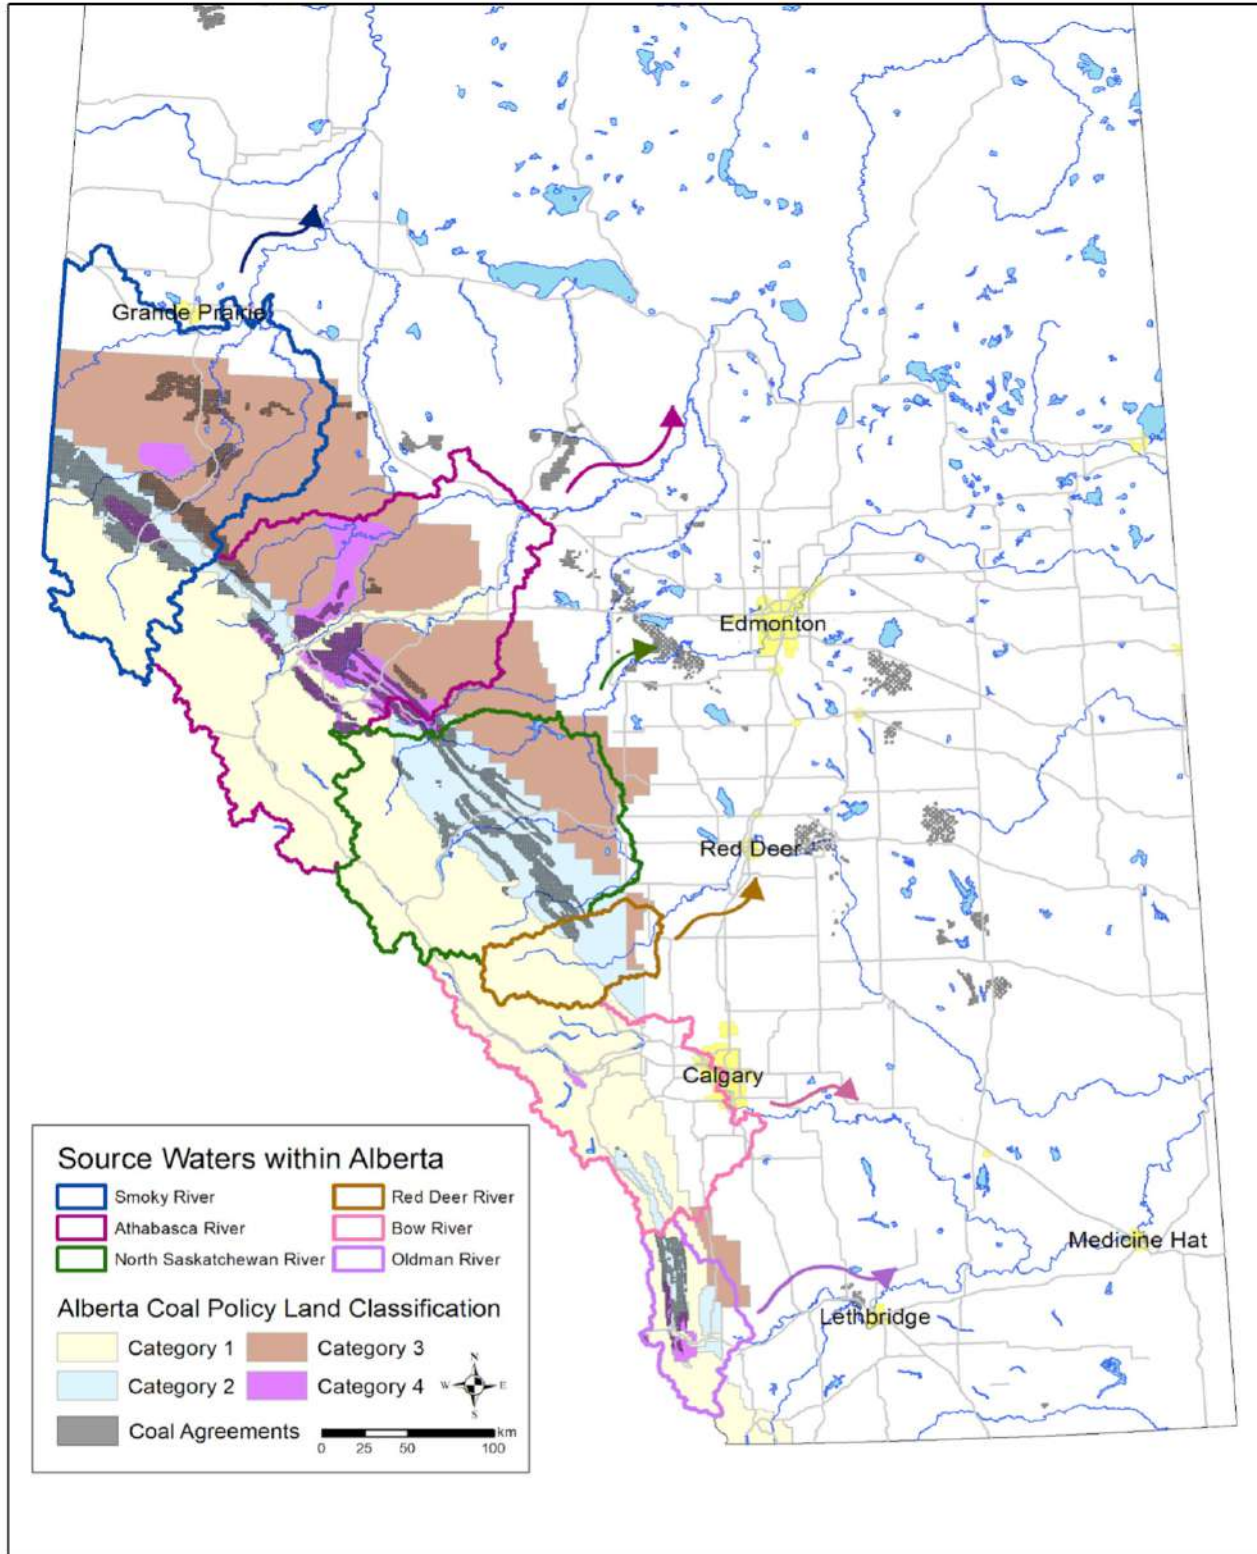 Grande Prairie
Edmonton
Red Deer
Calgary
Medicine Hat
Lethbridge
Source Waters within Alberta
Smoky River
Red Deer River
Athabasca River
Bow River
North Saskatchewan River
Oldman River
Alberta Coal Policy Land Classification
Category 1
Category 3
Category 2
Category 4
N
W
E
S
Coal Agreements
km
0 25 50 100